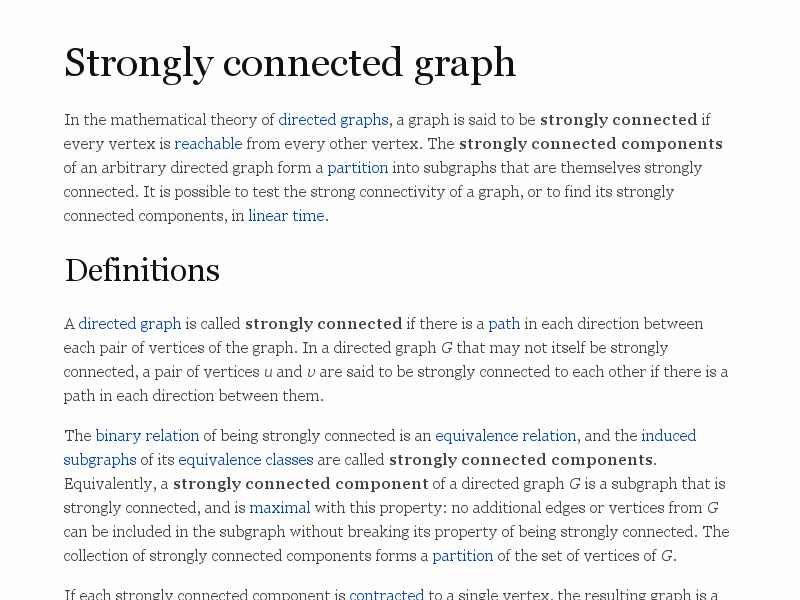 Strongly connected graph
In the mathematical theory of directed graphs, a graph is said to be strongly connected if
every vertex is reachable from every other vertex. The strongly connected components
of an arbitrary directed graph form a partition into subgraphs that are themselves strongly
connected. It is possible to test the strong connectivity of a graph, or to find its strongly
connected components, in linear time.
Definitions
A directed graph is called strongly connected if there is a path in each direction between
each pair of vertices of the graph. In a directed graph G that may not itself be strongly
connected, a pair of vertices u and v are said to be strongly connected to each other if there is a
path in each direction between them.
The binary relation of being strongly connected is an equivalence relation, and the induced
subgraphs of its equivalence classes are called strongly connected components.
Equivalently, a strongly connected component of a directed graph G is a subgraph that is
strongly connected, and is maximal with this property: no additional edges or vertices from G
can be included in the subgraph without breaking its property of being strongly connected. The
collection of strongly connected components forms a partition of the set of vertices of G.
If each strongly connected component is contracted to a single vertex, the resulting graph is a